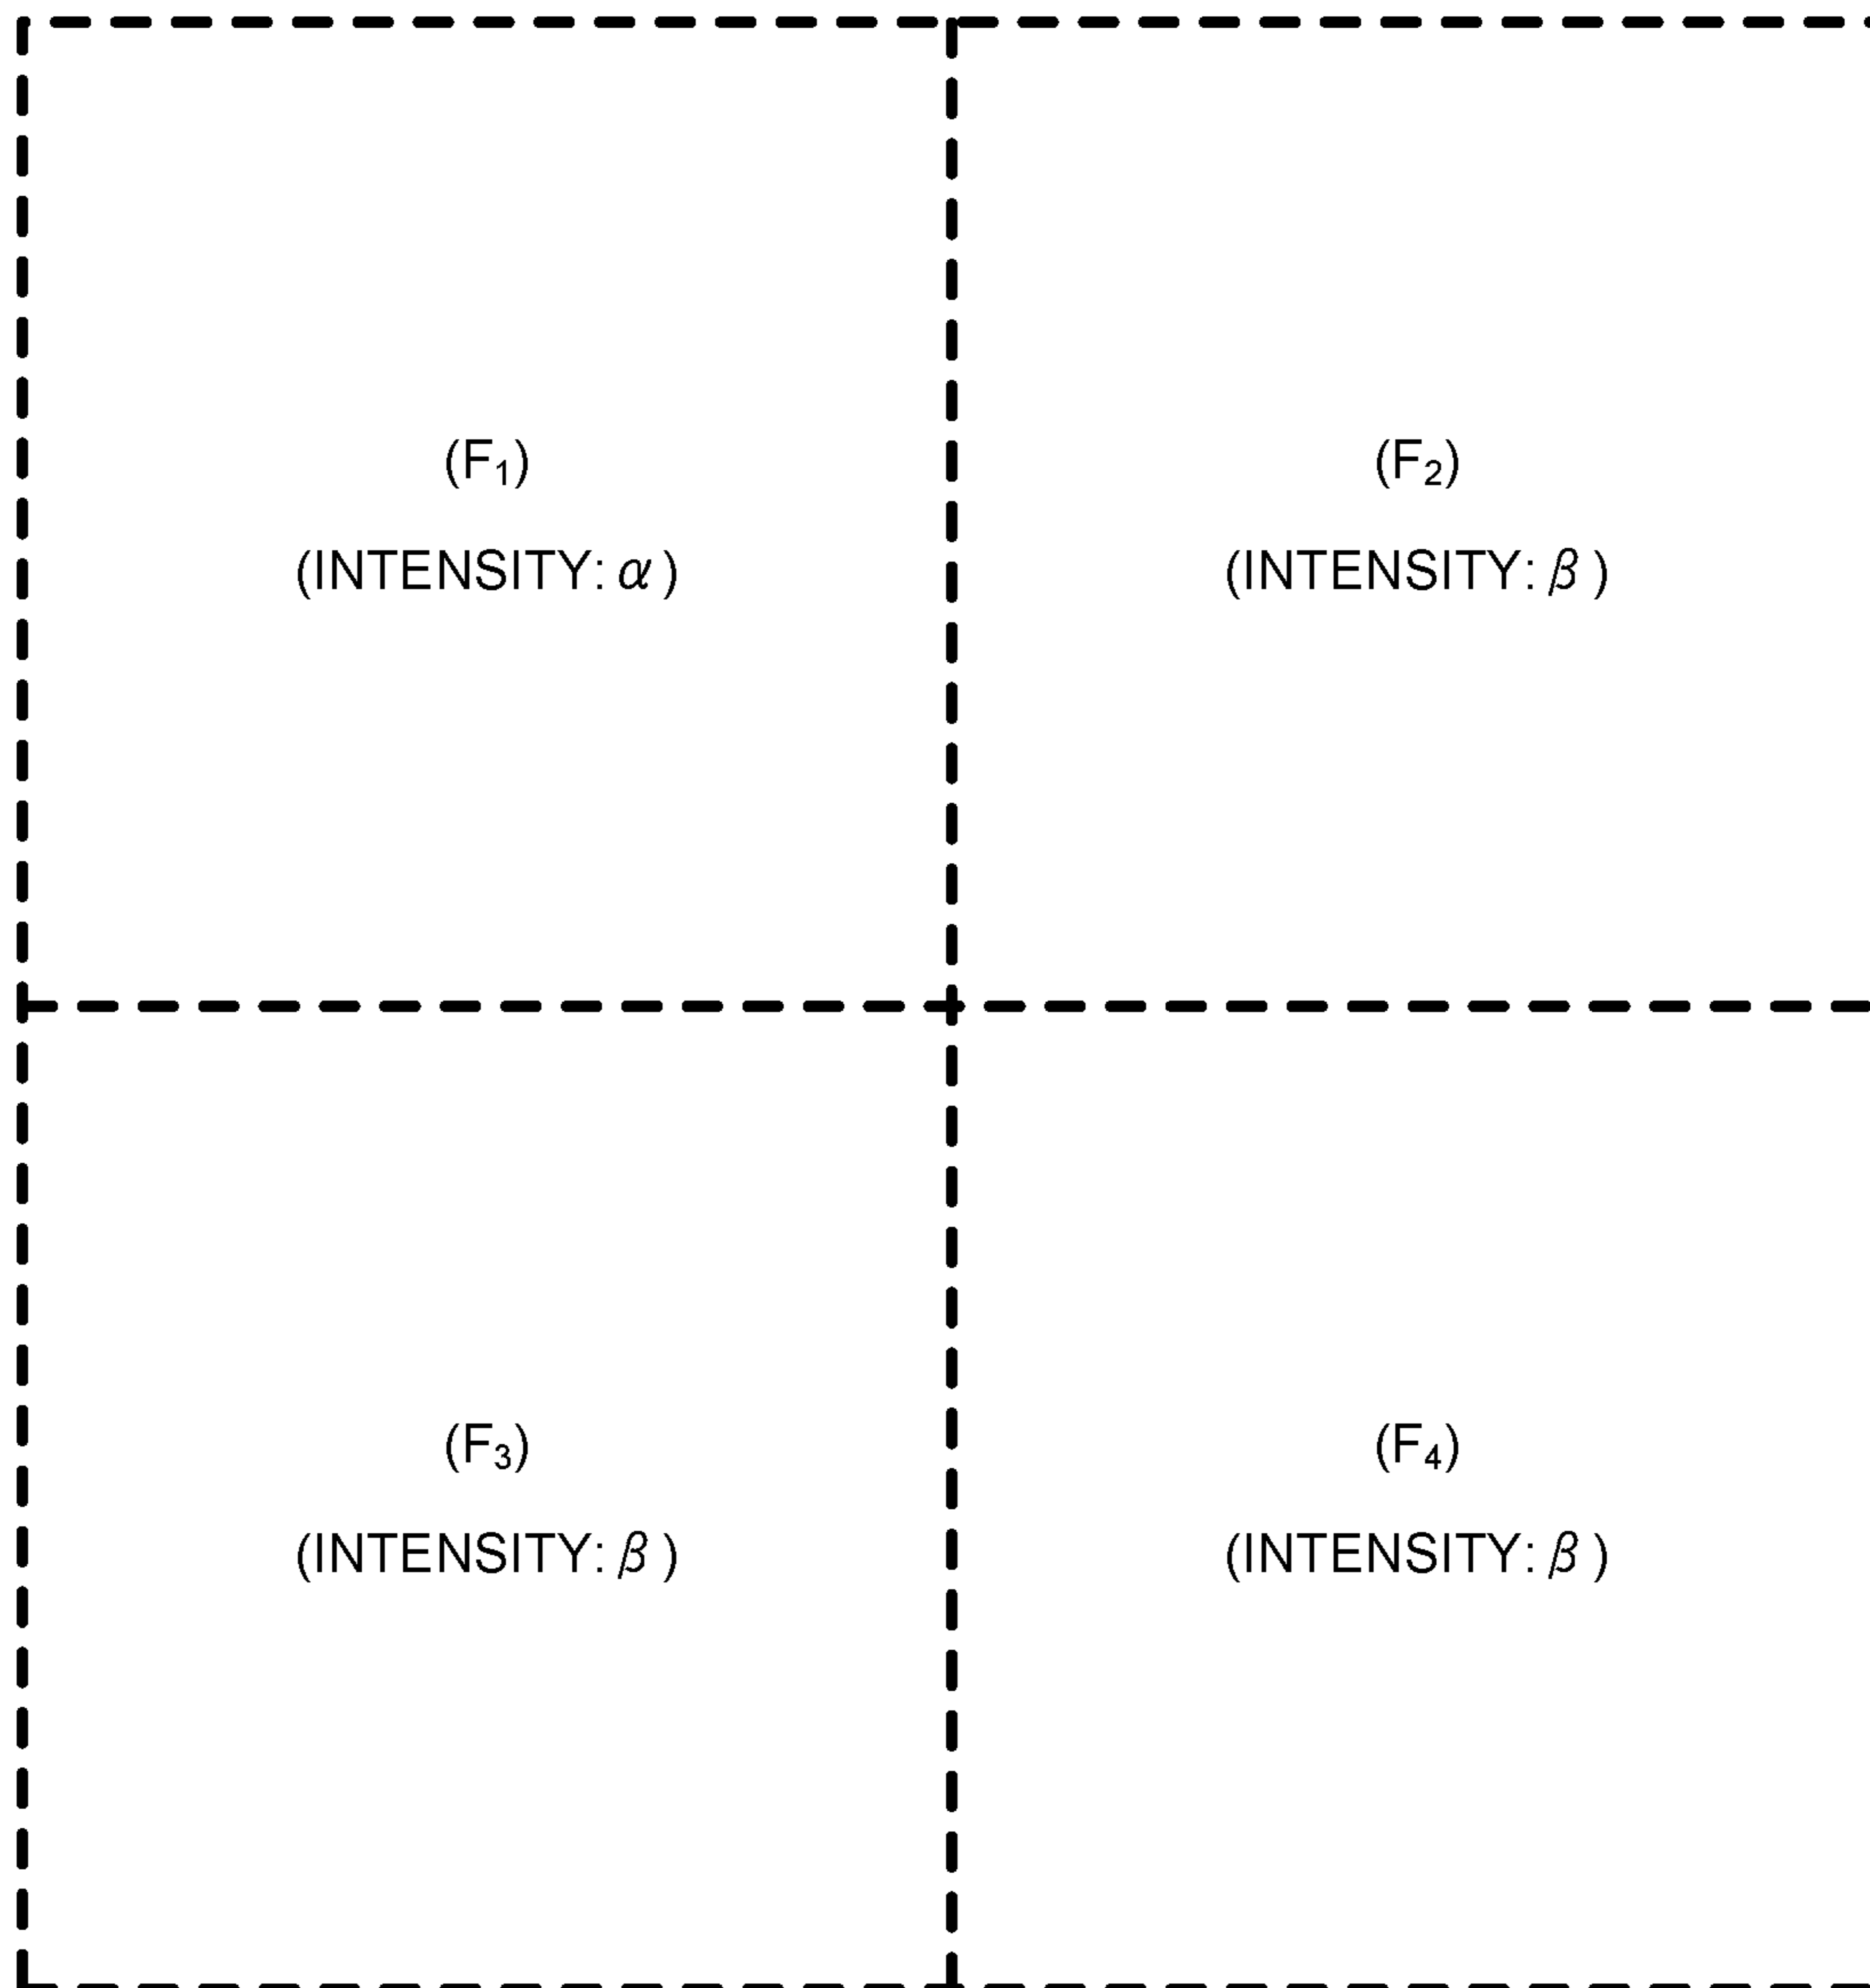 (F₁)
(INTENSITY: α)
(F₂)
(INTENSITY: β)
(F₃)
(INTENSITY: β)
(F₄)
(INTENSITY: β)